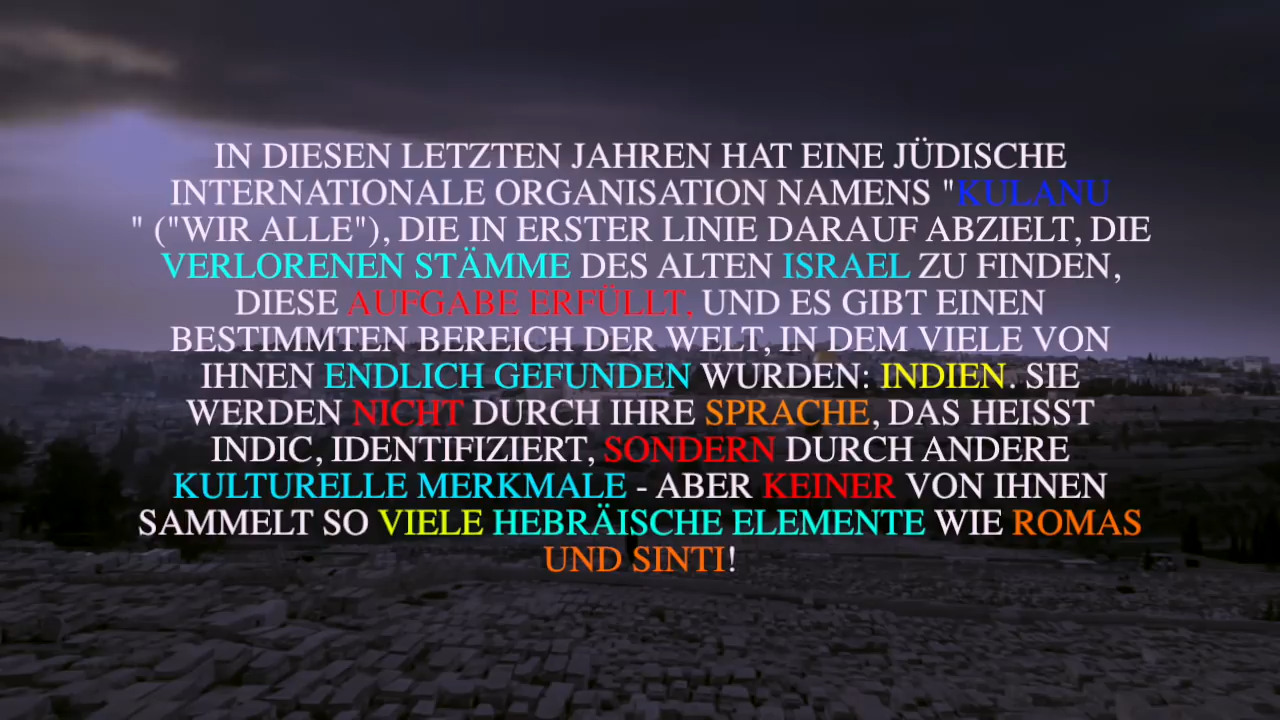 IN DIESEN LETZTEN JAHREN HAT EINE JÜDISCHE
INTERNATIONALE ORGANISATION NAMENS "KULANU
" ("WIR ALLE"), DIE IN ERSTER LINIE DARAUF ABZIELT, DIE
VERLORENEN STÄMME DES ALTEN ISRAEL ZU FINDEN,
DIESE AUFGABE ERFÜLLT, UND ES GIBT EINEN
BESTIMMTEN BEREICH DER WELT, IN DEM VIELE VON
IHNEN ENDLICH GEFUNDEN WURDEN: INDIEN. SIE
WERDEN NICHT DURCH IHRE SPRACHE, DAS HEISST
INDIC, IDENTIFIZIERT, SONDERN DURCH ANDERE
KULTURELLE MERKMALE - ABER KEINER VON IHNEN
SAMMELT SO VIELE HEBRÄISCHE ELEMENTE WIE ROMAS
UND SINTI!